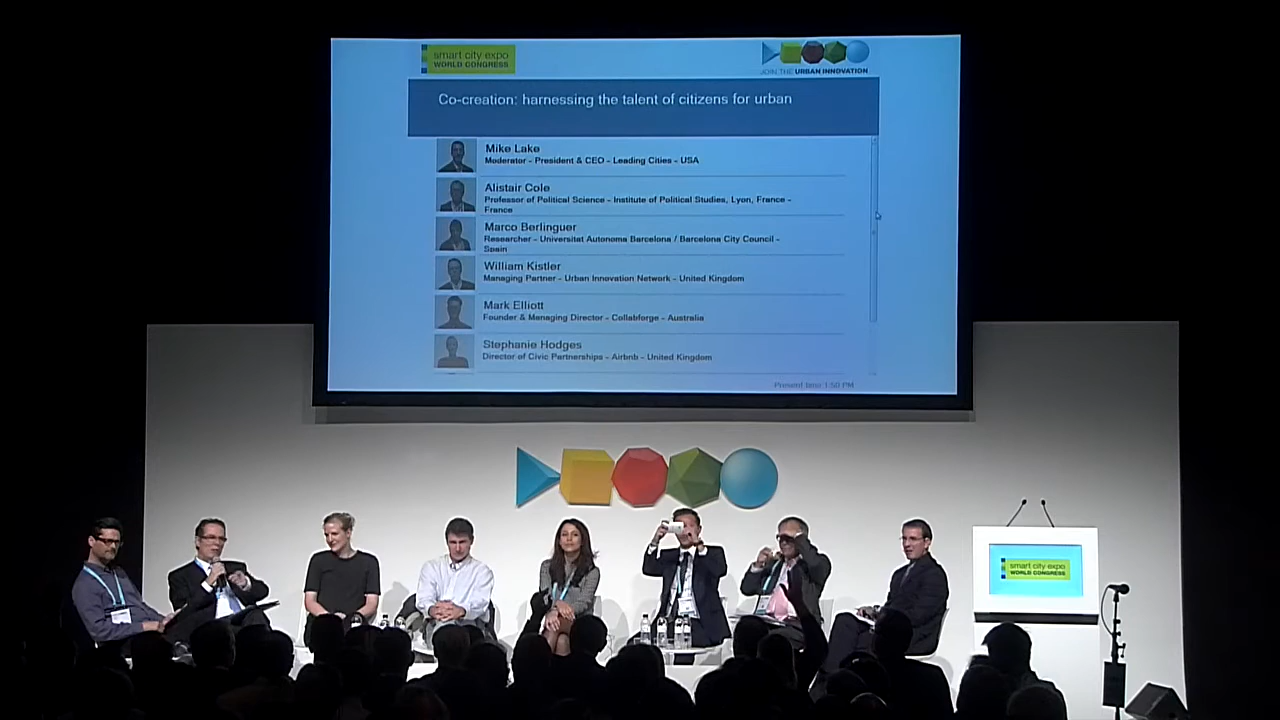 smart city expo
WORLD CONGRESS
JOIN THE URBAN INNOVATION
Co-creation: harnessing the talent of citizens for urban
Mike Lake
Moderator - President & CEO - Leading Cities - USA
Alistair Cole
Professor of Political Science - Institute of Political Studies, Lyon, France -
France
Marco Berlinguer
Researcher - Universitat Autonoma Barcelona / Barcelona City Council -
Spain
William Kistler
Managing Partner - Urban Innovation Network - United Kingdom
Mark Elliott
Founder & Managing Director - Collabforge - Australia
Stephanie Hodges
Director of Civic Partnerships - Airbnb - United Kingdom
Present time: 1:50 PM
smart city expo
WORLD CONGRESS